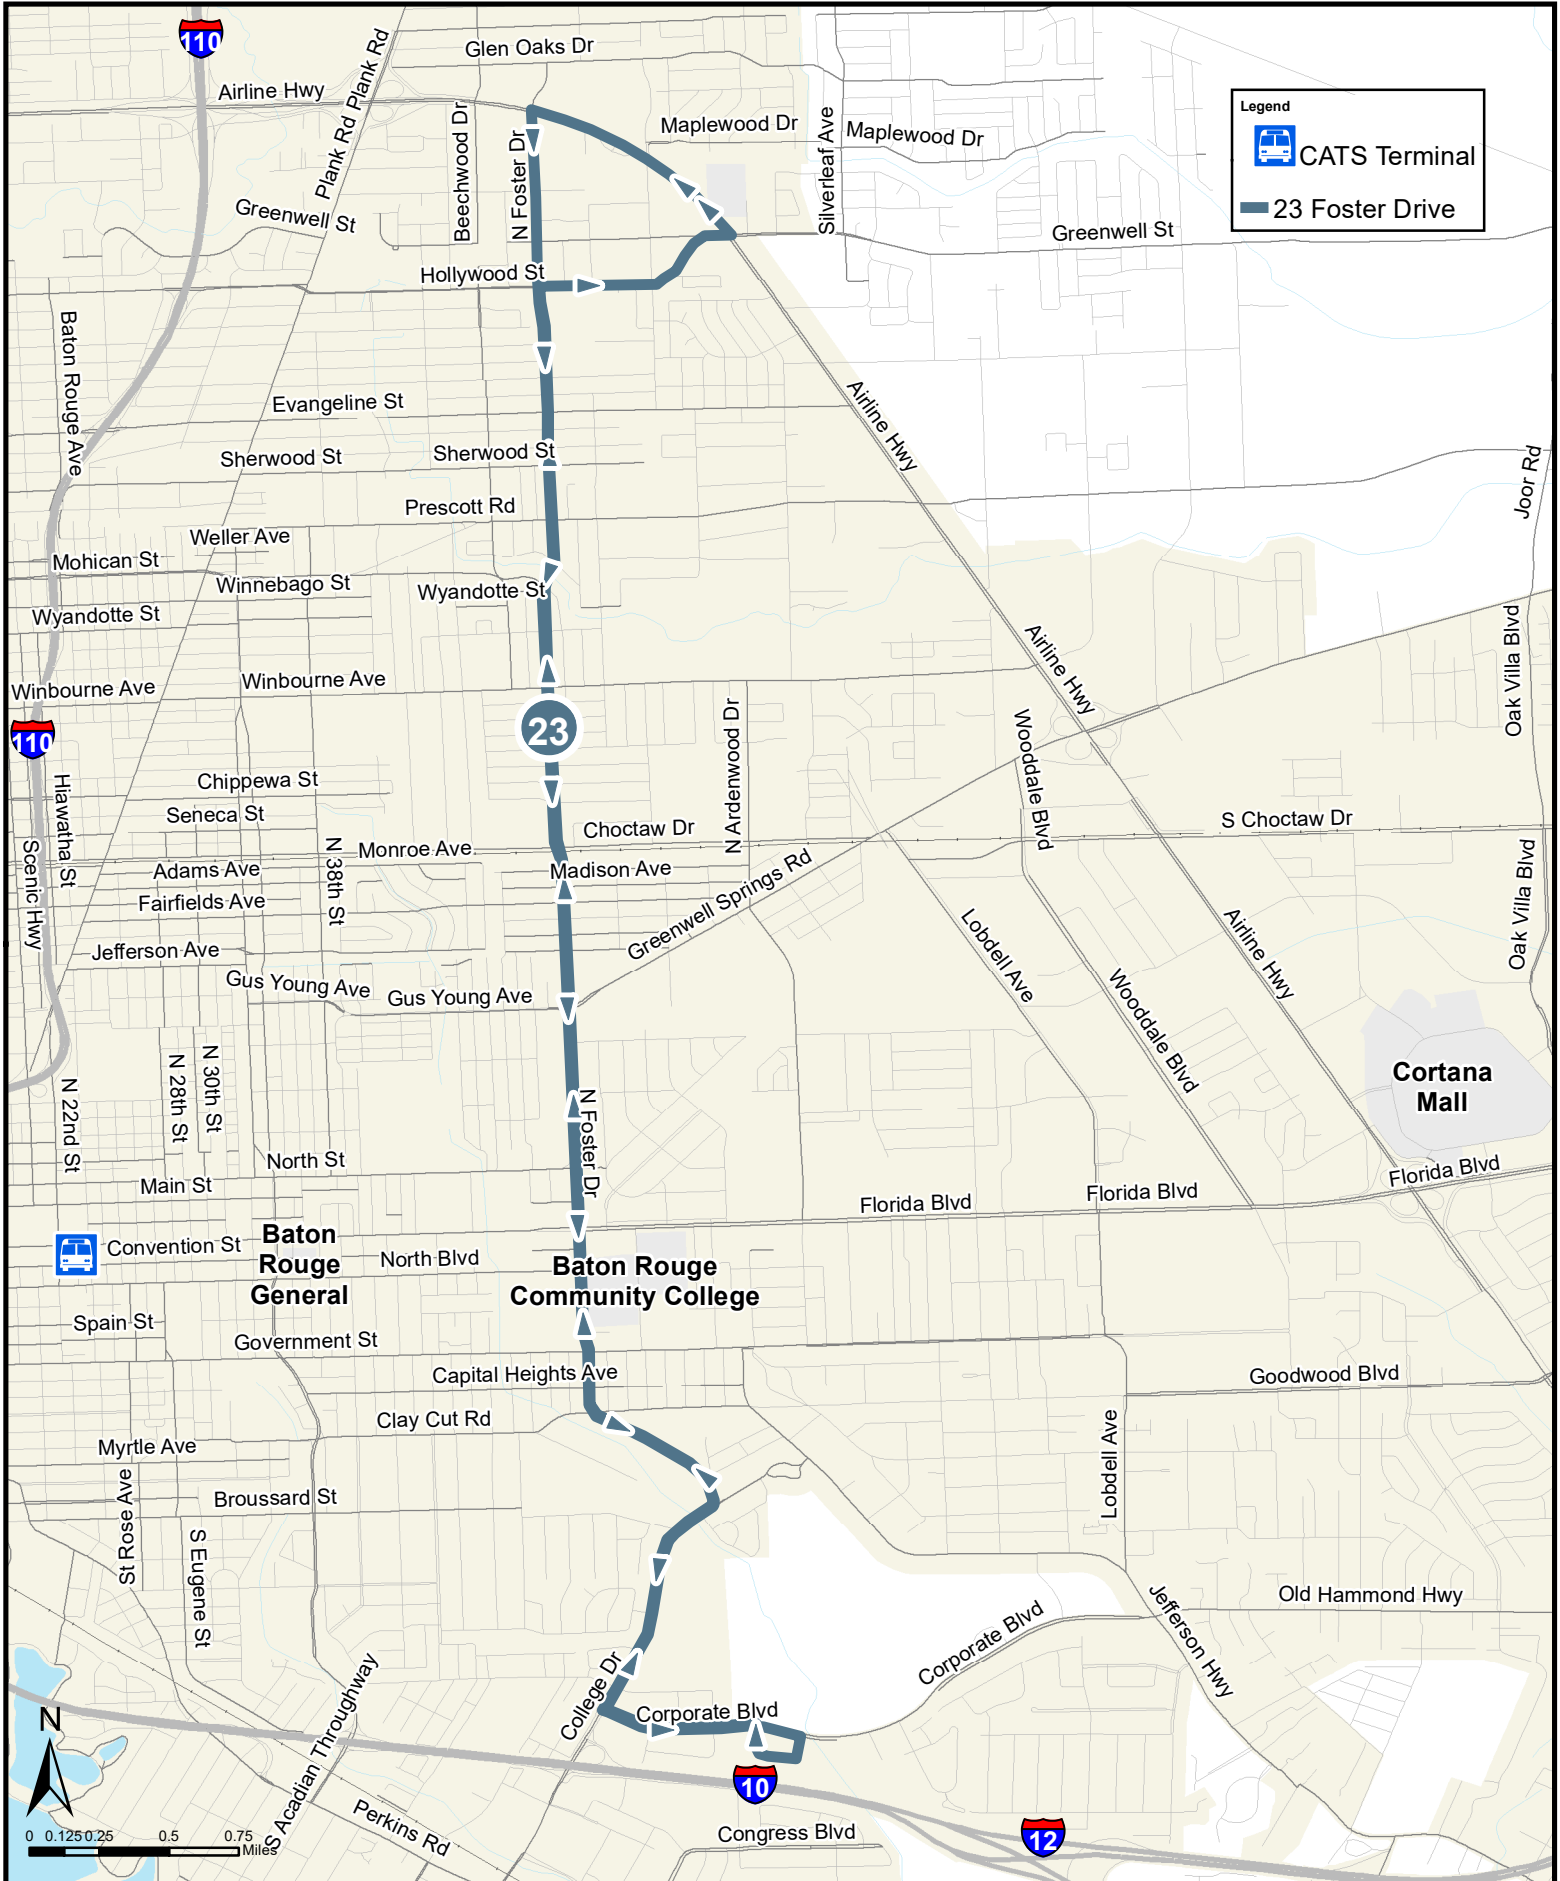 110
Glen Oaks Dr
Plank Rd
Plank Rd
Airline Hwy
Legend
CATS Terminal
23 Foster Drive
Beechwood Dr
N Foster Dr
Maplewood Dr
Silverleaf Ave
Maplewood Dr
Greenwell St
Greenwell St
Hollywood St
Baton Rouge Ave
Evangeline St
Airline Hwy
Sherwood St
Sherwood St
Joor Rd
Prescott Rd
Weller Ave
Mohican St
Winnebago St
Wyandotte St
Wyandotte St
Airline Hwy
Oak Villa Blvd
Winbourne Ave
Winbourne Ave
110
23
N Ardenwood Dr
Wooddale Blvd
Hiawatha St
Chippewa St
Seneca St
Choctaw Dr
S Choctaw Dr
Scenic Hwy
N 38th St
Monroe Ave
Adams Ave
Madison Ave
Fairfields Ave
Greenwell Springs Rd
Oak Villa Blvd
Jefferson Ave
Lobdell Ave
Airline Hwy
Gus Young Ave
Gus Young Ave
Wooddale Blvd
N 22nd St
N 28th St
N 30th St
N Foster Dr
Cortana
Mall
North St
Main St
Florida Blvd
Florida Blvd
Florida Blvd
Convention St
Baton
Rouge
General
North Blvd
Baton Rouge
Community College
Spain St
Government St
Capital Heights Ave
Goodwood Blvd
Clay Cut Rd
Lobdell Ave
Myrtle Ave
St Rose Ave
Broussard St
S Eugene St
Old Hammond Hwy
Jefferson Hwy
Corporate Blvd
College Dr
Corporate Blvd
S Acadian Throughway
N
10
Perkins Rd
Congress Blvd
12
0 0.125 0.25 0.5 0.75
Miles